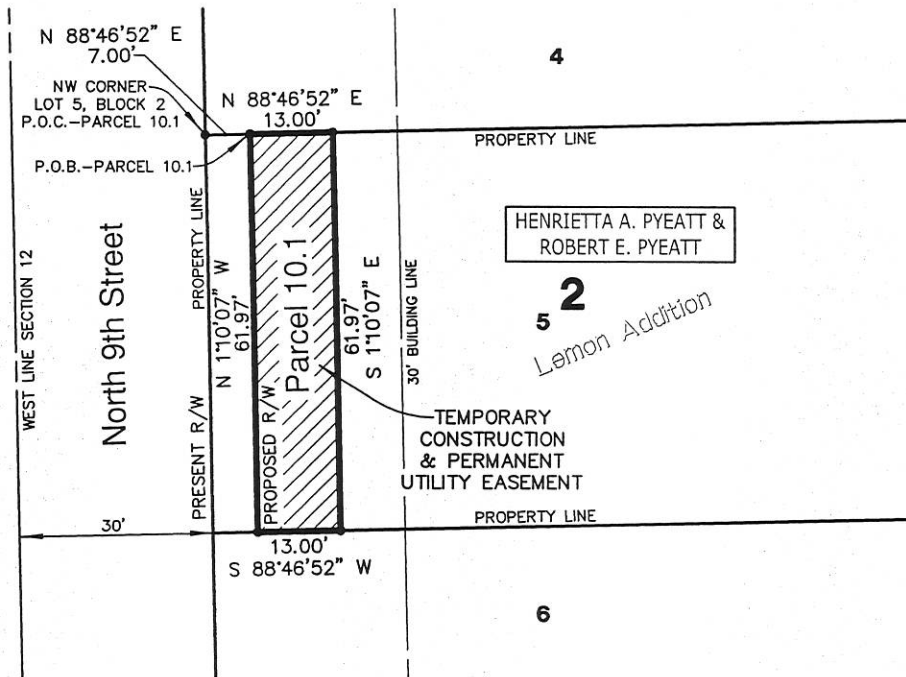 N 88°46'52" E
7.00'
4
NW CORNER
LOT 5, BLOCK 2
P.O.C.-PARCEL 10.1
N 88°46'52" E
13.00'
PROPERTY LINE
P.O.B.-PARCEL 10.1
WEST LINE SECTION 12
North 9th Street
PROPERTY LINE
PRESENT R/W
N 1°10'07" W
61.97'
PROPOSED R/W
Parcel 10.1
61.97'
S 1°10'07" E
30' BUILDING LINE
HENRIETTA A. PYEATT &
ROBERT E. PYEATT
2
5
Lemon Addition
TEMPORARY
CONSTRUCTION
& PERMANENT
UTILITY EASEMENT
PROPERTY LINE
30'
13.00'
S 88°46'52" W
6